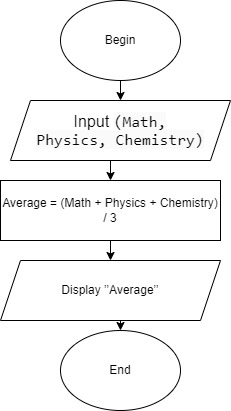 Begin
Input (Math,
Physics, Chemistry)
Average = (Math + Physics + Chemistry)
/ 3
Display ”Average”
End